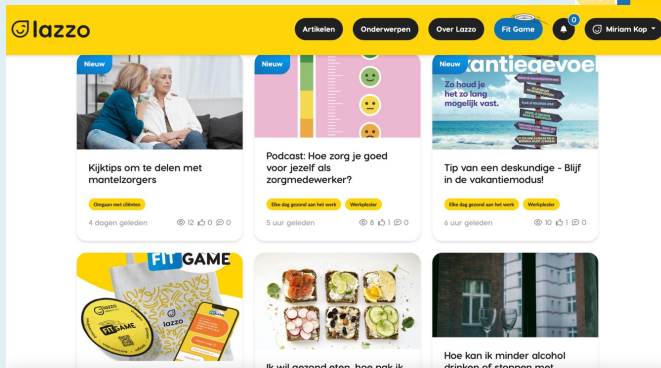 lazzo
Artikelen
Onderwerpen
Over Lazzo
Fit Game
0
Miriam Kop
Nieuw
Kijktips om te delen met
mantelzorgers
Omgaan met cliënten
4 dagen geleden
12
0
0
Nieuw
Podcast: Hoe zorg je goed
voor jezelf als
zorgmedewerker?
Elke dag gezond aan het werk
Werkplezier
5 uur geleden
8
1
0
Nieuw
Zo houd je
het zo lang
mogelijk vast.
Tip van een deskundige - Blijf
in de vakantiemodus!
Elke dag gezond aan het werk
Werkplezier
6 uur geleden
10
1
0
FIT GAME
lazzo
FIT GAME
lazzo
Ik wil gezond eten, hoe pak ik
Hoe kan ik minder alcohol
drinken of stoppen met